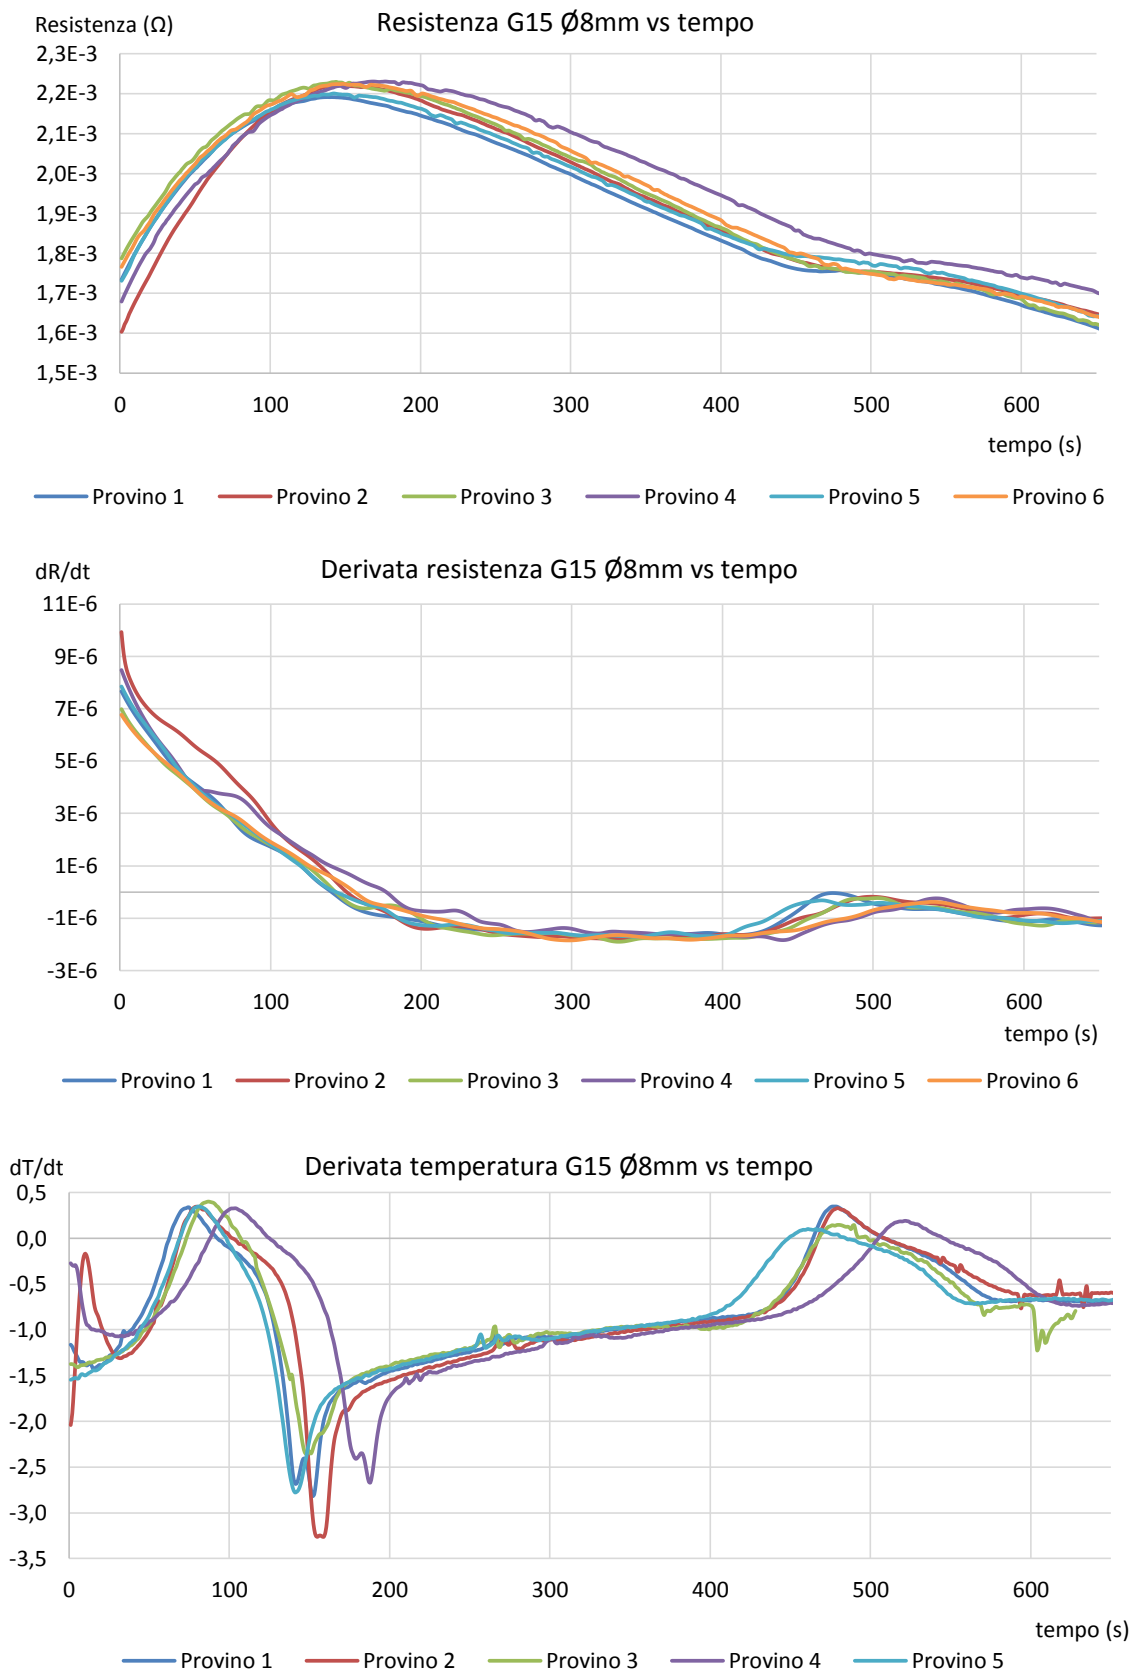 Resistenza (Ω)
Resistenza G15 Ø8mm vs tempo
2,3E-3
2,2E-3
2,1E-3
2,0E-3
1,9E-3
1,8E-3
1,7E-3
1,6E-3
1,5E-3
0 100 200 300 400 500 600
tempo (s)
Provino 1 Provino 2 Provino 3 Provino 4 Provino 5 Provino 6
dR/dt
Derivata resistenza G15 Ø8mm vs tempo
11E-6
9E-6
7E-6
5E-6
3E-6
1E-6
-1E-6
-3E-6
0 100 200 300 400 500 600
tempo (s)
Provino 1 Provino 2 Provino 3 Provino 4 Provino 5 Provino 6
dT/dt
Derivata temperatura G15 Ø8mm vs tempo
0,5
0,0
-0,5
-1,0
-1,5
-2,0
-2,5
-3,0
-3,5
0 100 200 300 400 500 600
tempo (s)
Provino 1 Provino 2 Provino 3 Provino 4 Provino 5